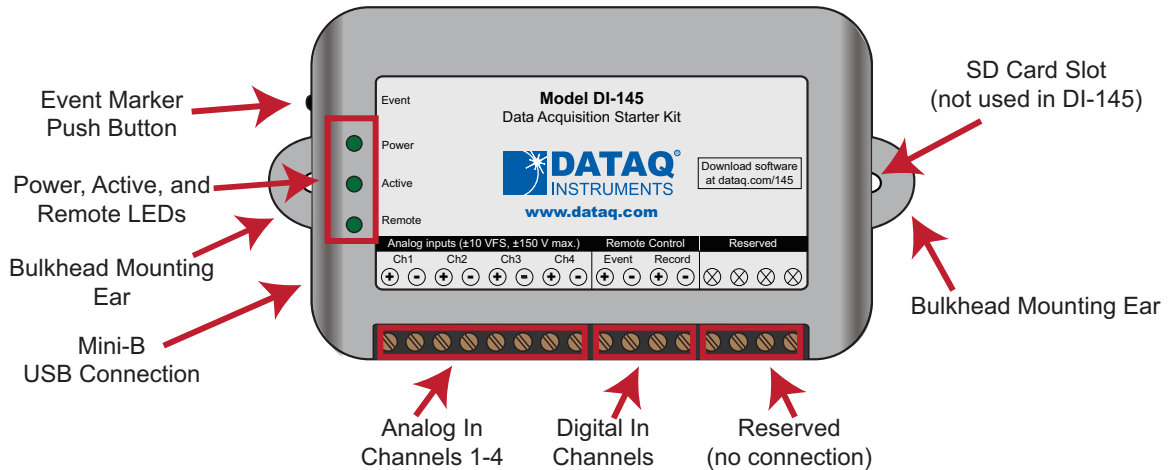 Event Marker
Push Button
Power, Active, and
Remote LEDs
Bulkhead Mounting
Ear
Mini-B
USB Connection
Event
Power
Active
Remote
Model DI-145
Data Acquisition Starter Kit
DATAQ®
INSTRUMENTS
www.dataq.com
Download software
at dataq.com/145
Analog inputs (±10 VFS, ±150 V max.) Remote Control Reserved
Ch1 Ch2 Ch3 Ch4 Event Record
+ - + - + - + - + - + -
SD Card Slot
(not used in DI-145)
Bulkhead Mounting Ear
Analog In
Channels 1-4
Digital In
Channels
Reserved
(no connection)